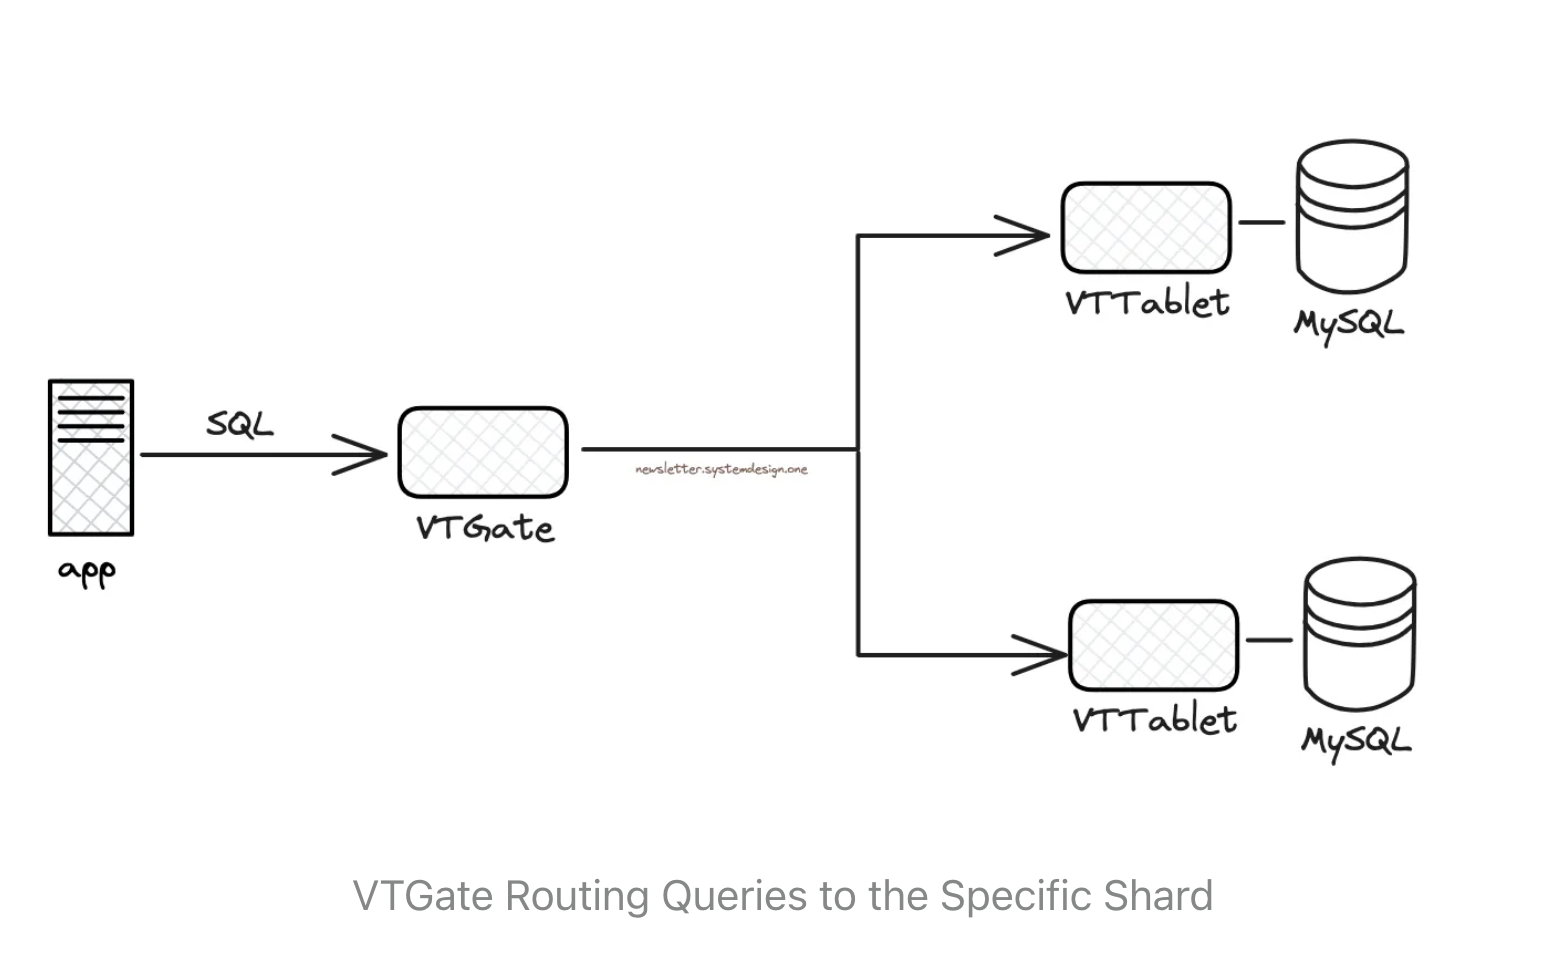 VTTablet
MySQL
SQL
VTGate
newsletter.systemdesign.one
app
VTTablet
MySQL
VTGate Routing Queries to the Specific Shard